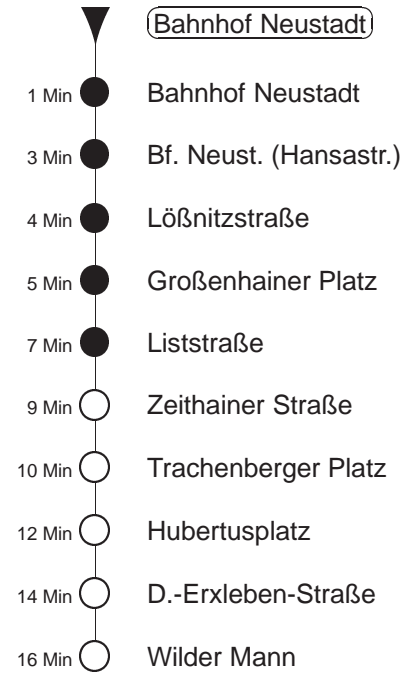 Bahnhof Neustadt
1 Min Bahnhof Neustadt
3 Min Bf. Neust. (Hansastr.)
4 Min Lößnitzstraße
5 Min Großenhainer Platz
7 Min Liststraße
9 Min Zeithainer Straße
10 Min Trachenberger Platz
12 Min Hubertusplatz
14 Min D.-Erxleben-Straße
16 Min Wilder Mann